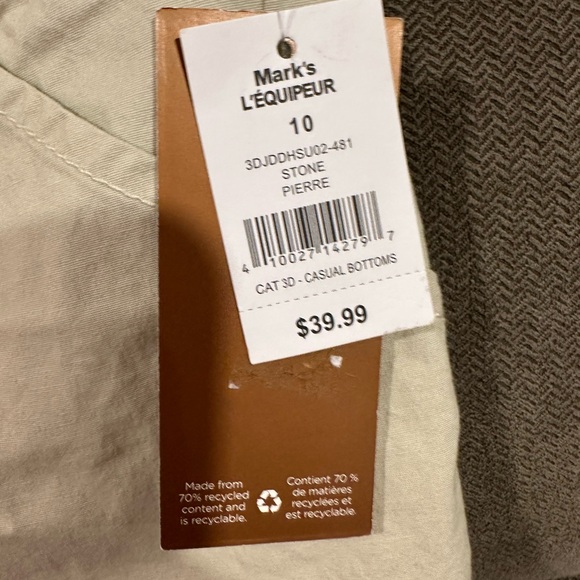 Mark's
L'ÉQUIPEUR
10
3DJDDHSU02-481
STONE
PIERRE
4 10027 14279 7
CAT 3D - CASUAL BOTTOMS
$39.99
Made from
70% recycled
content and
is recyclable.
Contient 70 %
de matières
recyclées et
est recyclable.